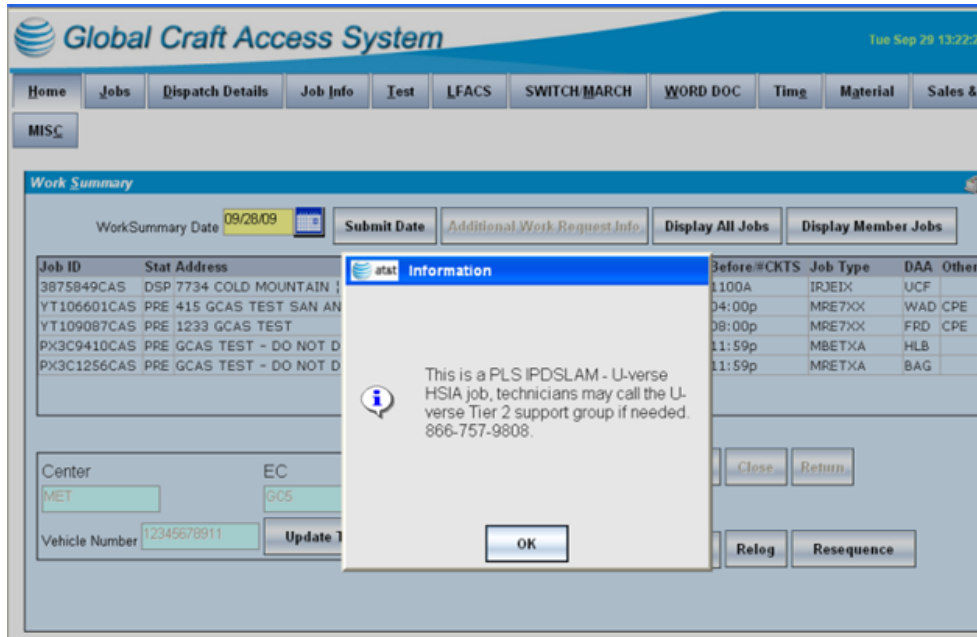 Global Craft Access System
Tue Sep 29 13:22:2
Home Jobs Dispatch Details Job Info Test LFACS SWITCH/MARCH WORD DOC Time Material Sales &
MISC
Work Summary
WorkSummary Date 09/28/09 Submit Date Additional Work Request Info Display All Jobs Display Member Jobs
Job ID Stat Address Before/#CKTS Job Type DAA Other
3875849CAS DSP 7734 COLD MOUNTAIN 1100A IRJEIX UCF
YT106601CAS PRE 415 GCAS TEST SAN AN 04:00p MRE7XX WAD CPE
YT109087CAS PRE 1233 GCAS TEST 08:00p MRE7XX FRD CPE
PX3C9410CAS PRE GCAS TEST - DO NOT D 11:59p MBETXA HLB
PX3C1256CAS PRE GCAS TEST - DO NOT D 11:59p MRETXA BAG
at&t Information
This is a PLS IPDSLAM - U-verse
HSIA job, technicians may call the U-
verse Tier 2 support group if needed.
866-757-9808.
OK
Center EC
MET GC5
Close Return
Vehicle Number 12345678911 Update T
Relog Resequence